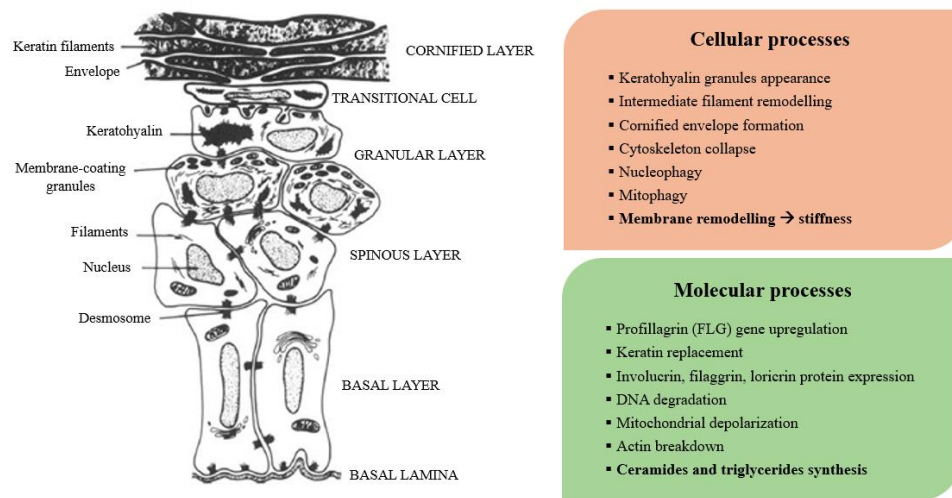 Keratin filaments
Envelope
CORNIFIED LAYER
TRANSITIONAL CELL
Keratohyalin
GRANULAR LAYER
Membrane-coating
granules
Filaments
SPINOUS LAYER
Nucleus
Desmosome
BASAL LAYER
BASAL LAMINA
Cellular processes
▪ Keratohyalin granules appearance
▪ Intermediate filament remodelling
▪ Cornified envelope formation
▪ Cytoskeleton collapse
▪ Nucleophagy
▪ Mitophagy
▪ Membrane remodelling → stiffness
Molecular processes
▪ Profillagrin (FLG) gene upregulation
▪ Keratin replacement
▪ Involucrin, filaggrin, loricrin protein expression
▪ DNA degradation
▪ Mitochondrial depolarization
▪ Actin breakdown
▪ Ceramides and triglycerides synthesis